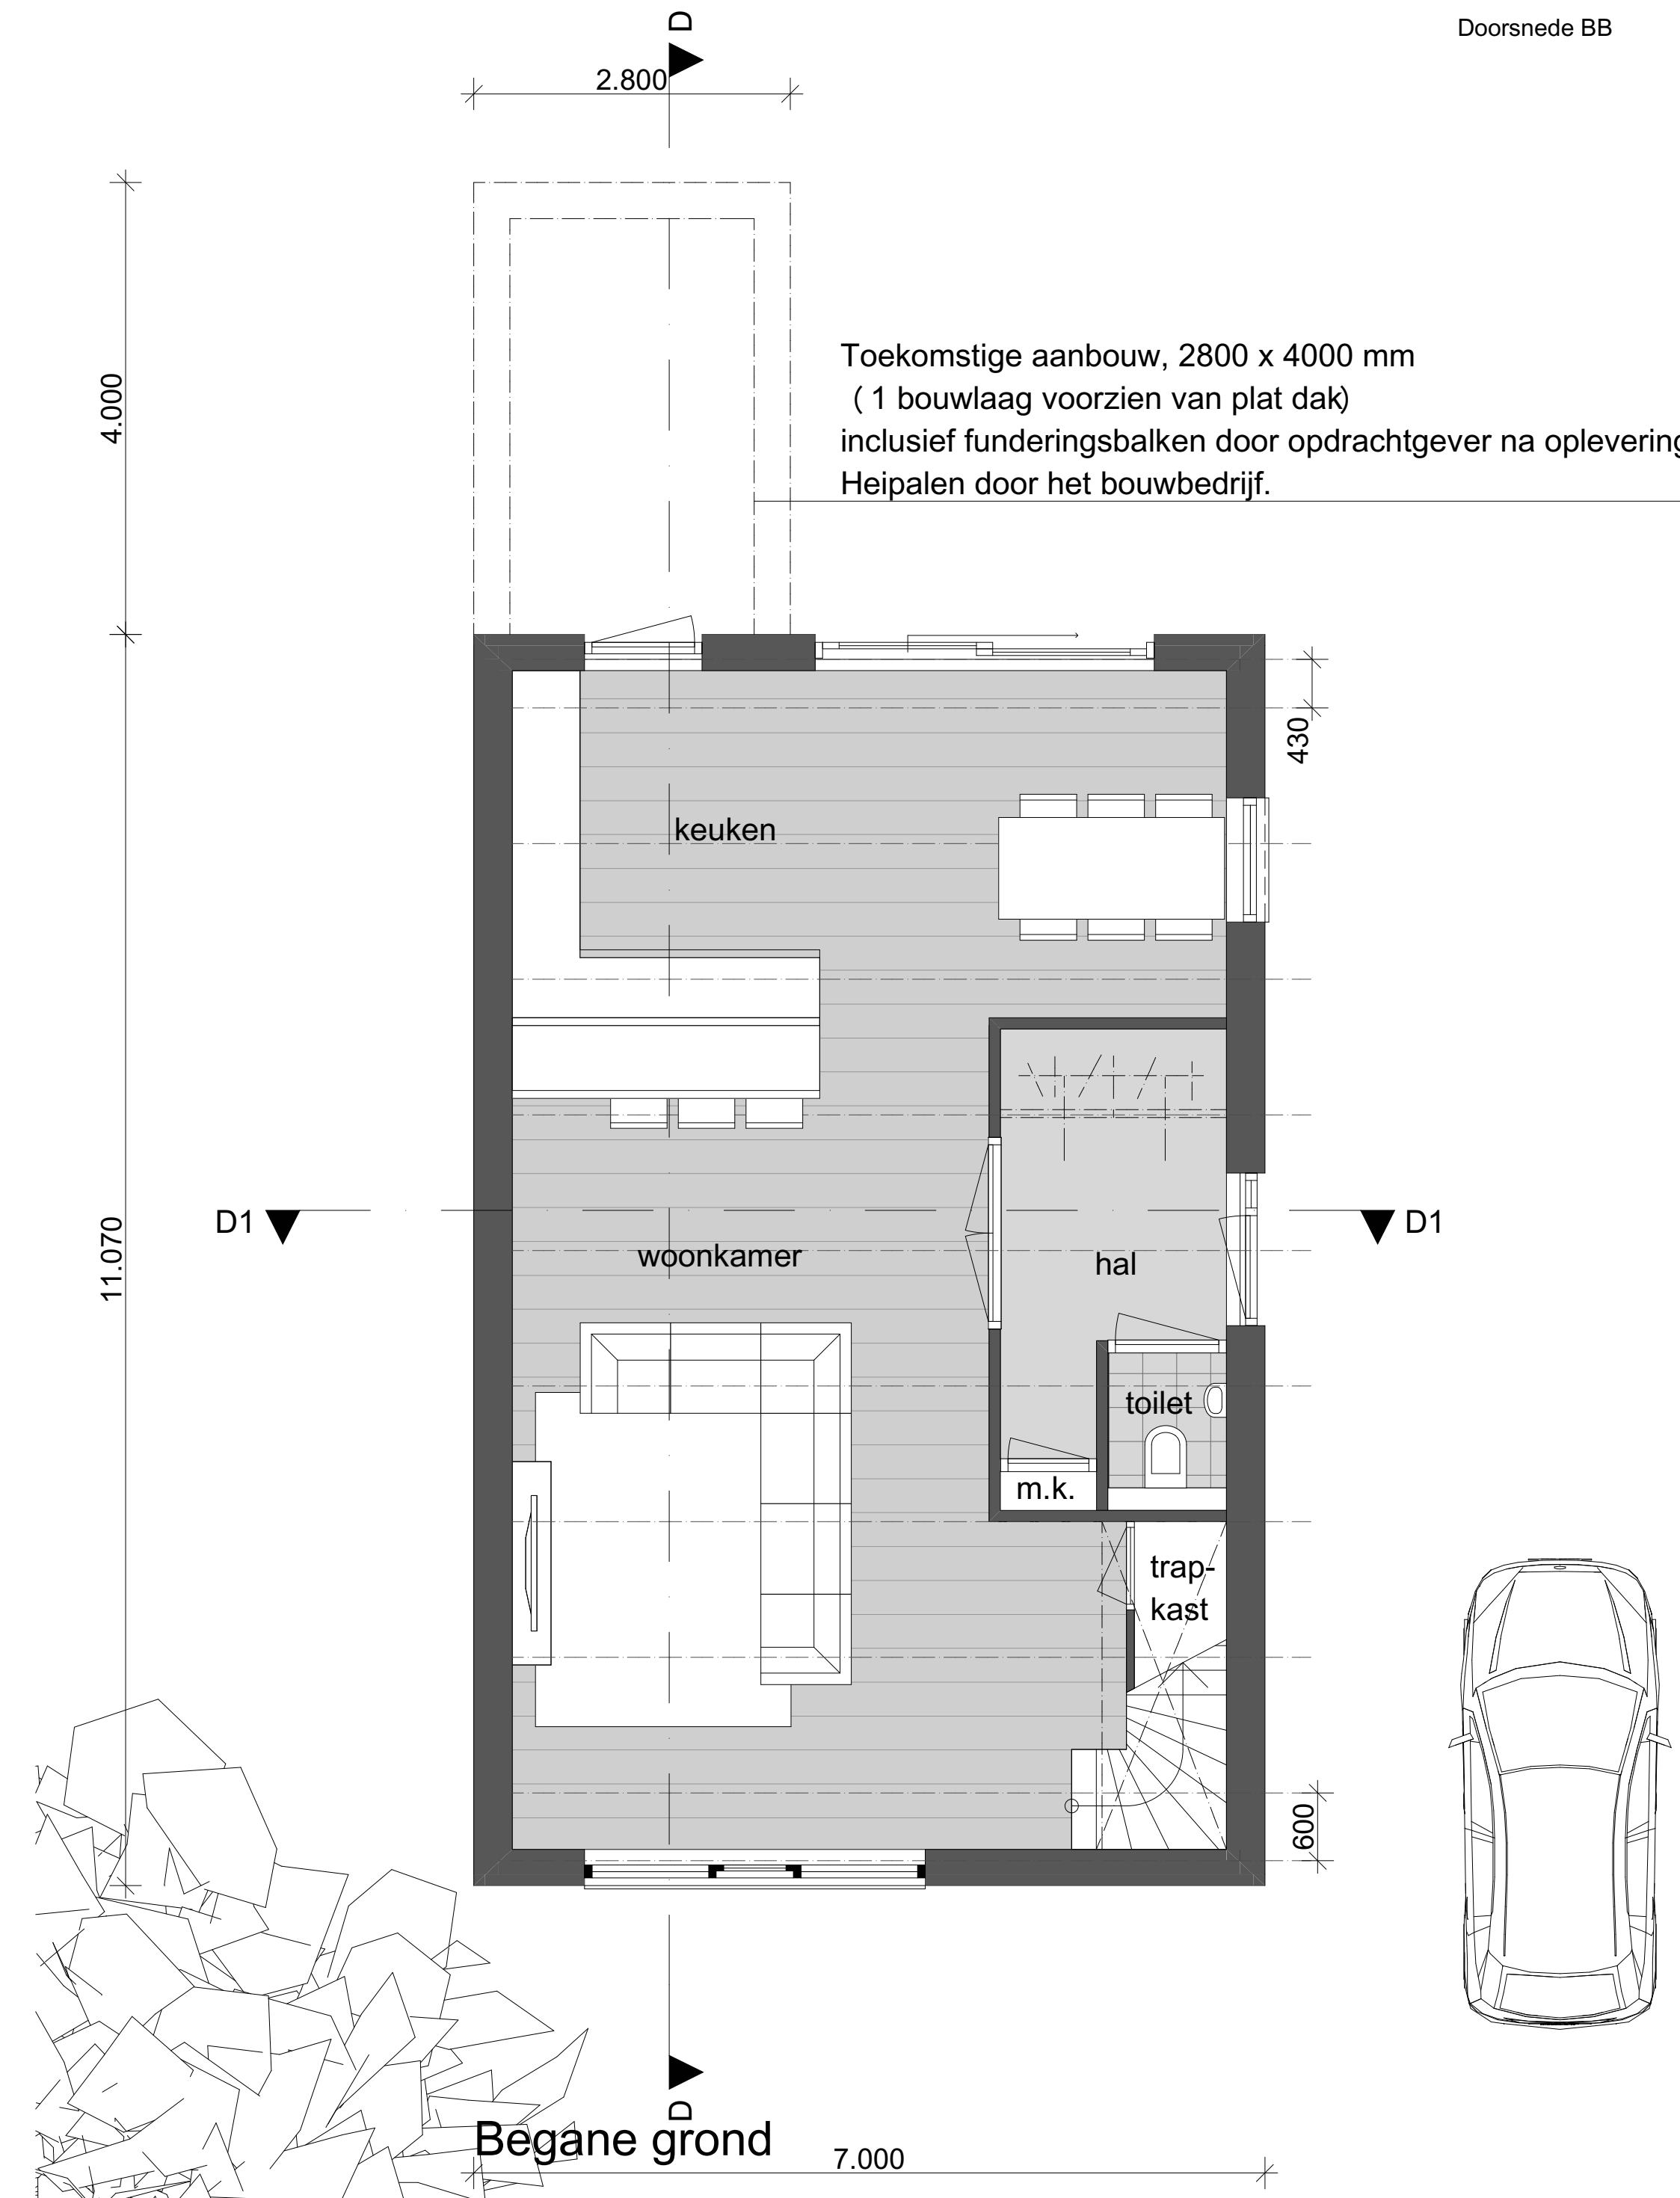 D
Doorsnede BB
2.800
4.000
Toekomstige aanbouw, 2800 x 4000 mm
( 1 bouwlaag voorzien van plat dak)
inclusief funderingsbalken door opdrachtgever na oplevering
Heipalen door het bouwbedrijf.
430
keuken
D1
D1
11.070
woonkamer
hal
toilet
m.k.
trap-
kast
600
D
Begane grond
7.000